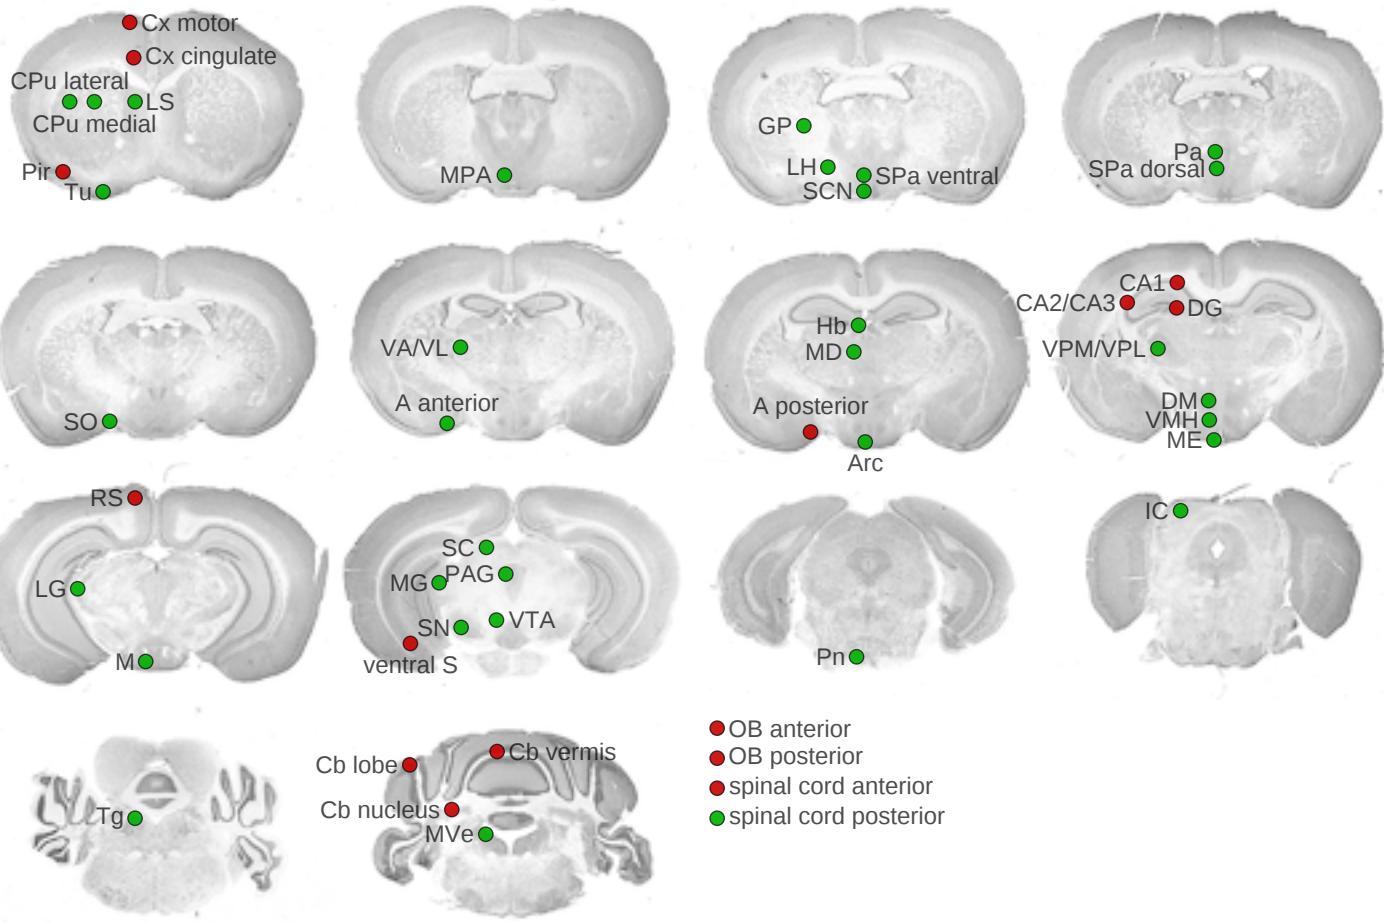 Cx motor
Cx cingulate
CPu lateral
LS
CPu medial
Pir
Tu
MPA
GP
LH
SPa ventral
SCN
Pa
SPa dorsal
SO
VA/VL
A anterior
Hb
MD
A posterior
Arc
CA1
CA2/CA3
DG
VPM/VPL
DM
VMH
ME
RS
LG
M
SC
MG
PAG
SN
VTA
ventral S
Pn
IC
Tg
Cb lobe
Cb vermis
Cb nucleus
MVe
OB anterior
OB posterior
spinal cord anterior
spinal cord posterior